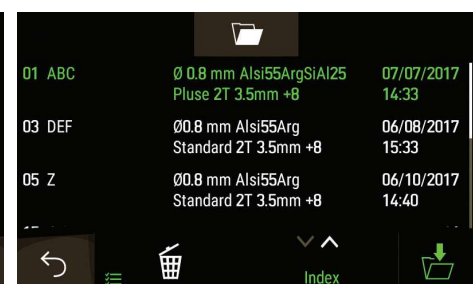 01 ABC Ø 0.8 mm Alsi55ArgSiAl25 07/07/2017
Pluse 2T 3.5mm +8 14:33
03 DEF Ø0.8 mm Alsi55Arg 06/08/2017
Standard 2T 3.5mm +8 15:33
05 Z Ø0.8 mm Alsi55Arg 06/10/2017
Standard 2T 3.5mm +8 14:40
Index